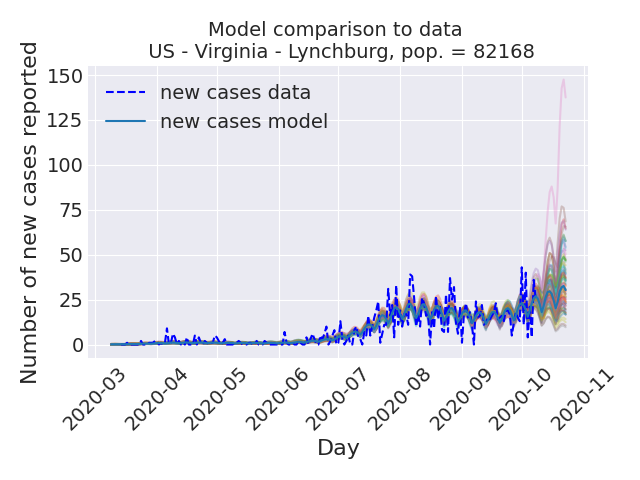 Model comparison to data
US - Virginia - Lynchburg, pop. = 82168
Number of new cases reported
150
125
100
75
50
25
0
new cases data
new cases model
2020-03
2020-04
2020-05
2020-06
2020-07
2020-08
2020-09
2020-10
2020-11
Day